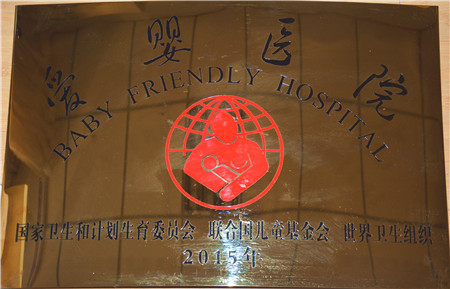 爱婴医院
BABY FRIENDLY HOSPITAL
国家卫生和计划生育委员会 联合国儿童基金会 世界卫生组织
2015年